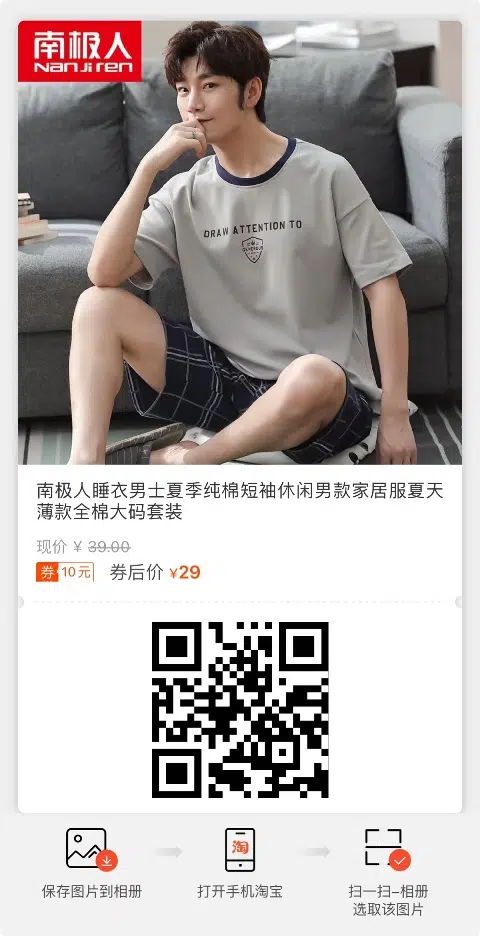 南极人
NanJiren
DRAW ATTENTION TO
南极人睡衣男士夏季纯棉短袖休闲男款家居服夏天
薄款全棉大码套装
现价 ¥ 39.00
券 10元 券后价 ¥29
淘
保存图片到相册 打开手机淘宝 扫一扫–相册
选取该图片